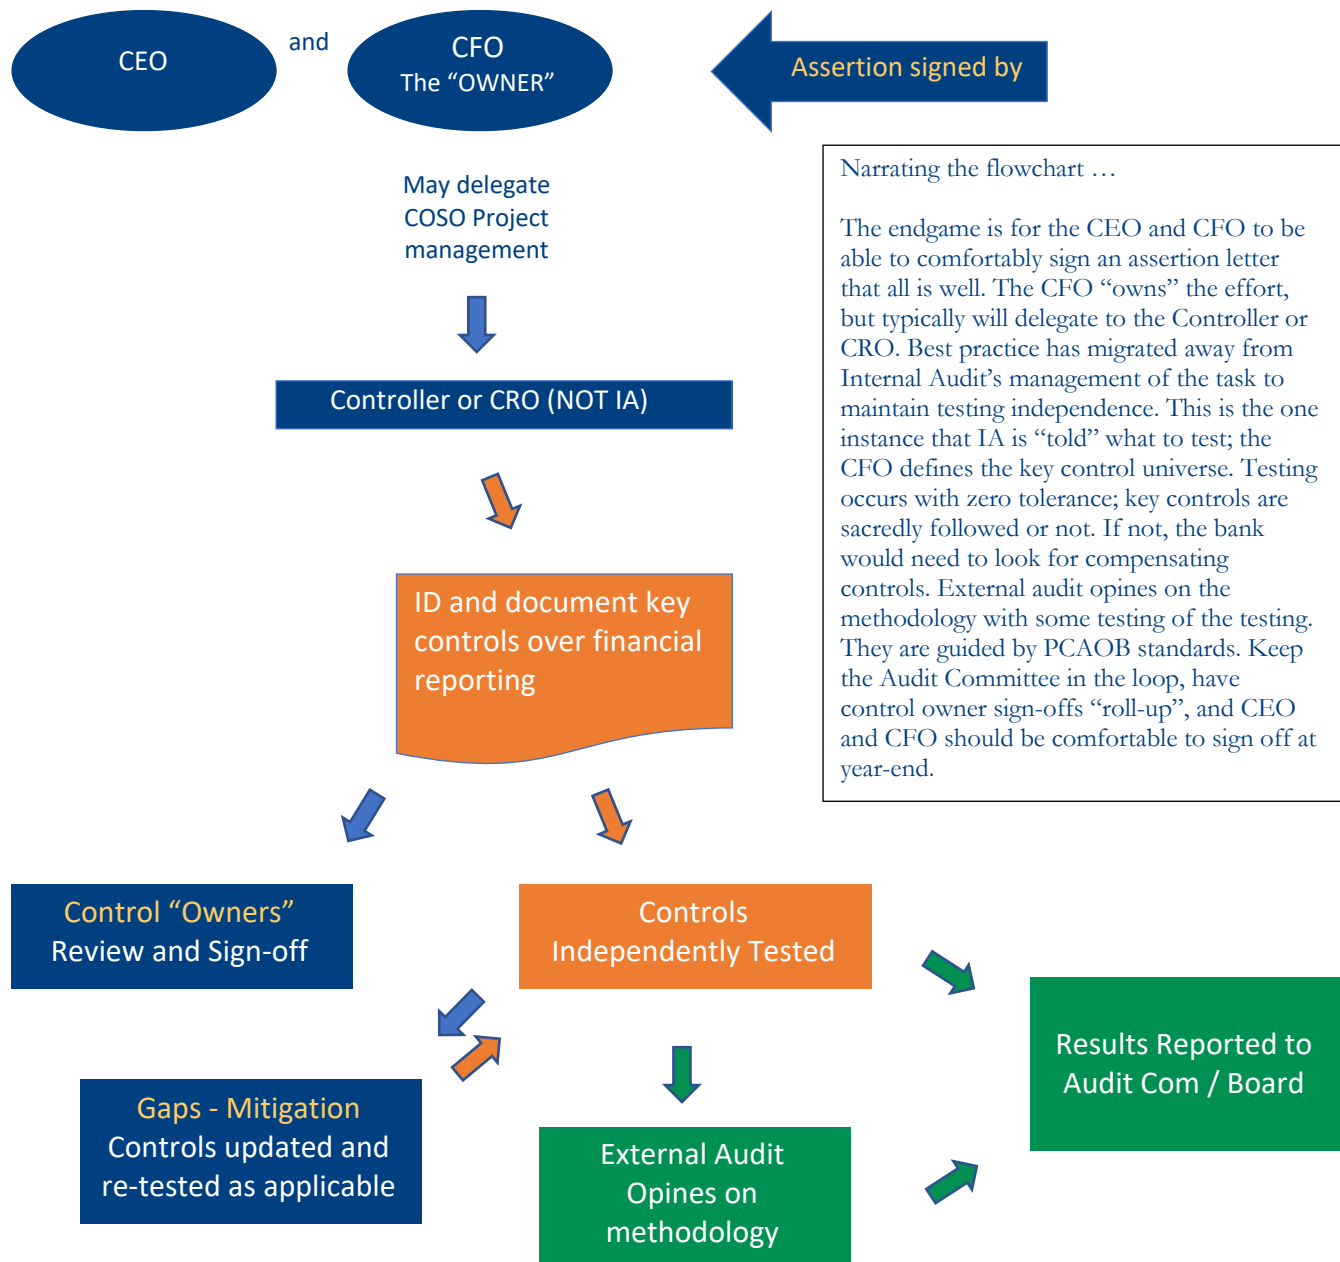 CEO
and
CFO
The “OWNER”
Assertion signed by
May delegate
COSO Project
management
Controller or CRO (NOT IA)
ID and document key
controls over financial
reporting
Control “Owners”
Review and Sign-off
Controls
Independently Tested
Gaps - Mitigation
Controls updated and
re-tested as applicable
External Audit
Opines on
methodology
Results Reported to
Audit Com / Board
Narrating the flowchart …
The endgame is for the CEO and CFO to be
able to comfortably sign an assertion letter
that all is well. The CFO “owns” the effort,
but typically will delegate to the Controller or
CRO. Best practice has migrated away from
Internal Audit’s management of the task to
maintain testing independence. This is the one
instance that IA is “told” what to test; the
CFO defines the key control universe. Testing
occurs with zero tolerance; key controls are
sacredly followed or not. If not, the bank
would need to look for compensating
controls. External audit opines on the
methodology with some testing of the testing.
They are guided by PCAOB standards. Keep
the Audit Committee in the loop, have
control owner sign-offs “roll-up”, and CEO
and CFO should be comfortable to sign off at
year-end.